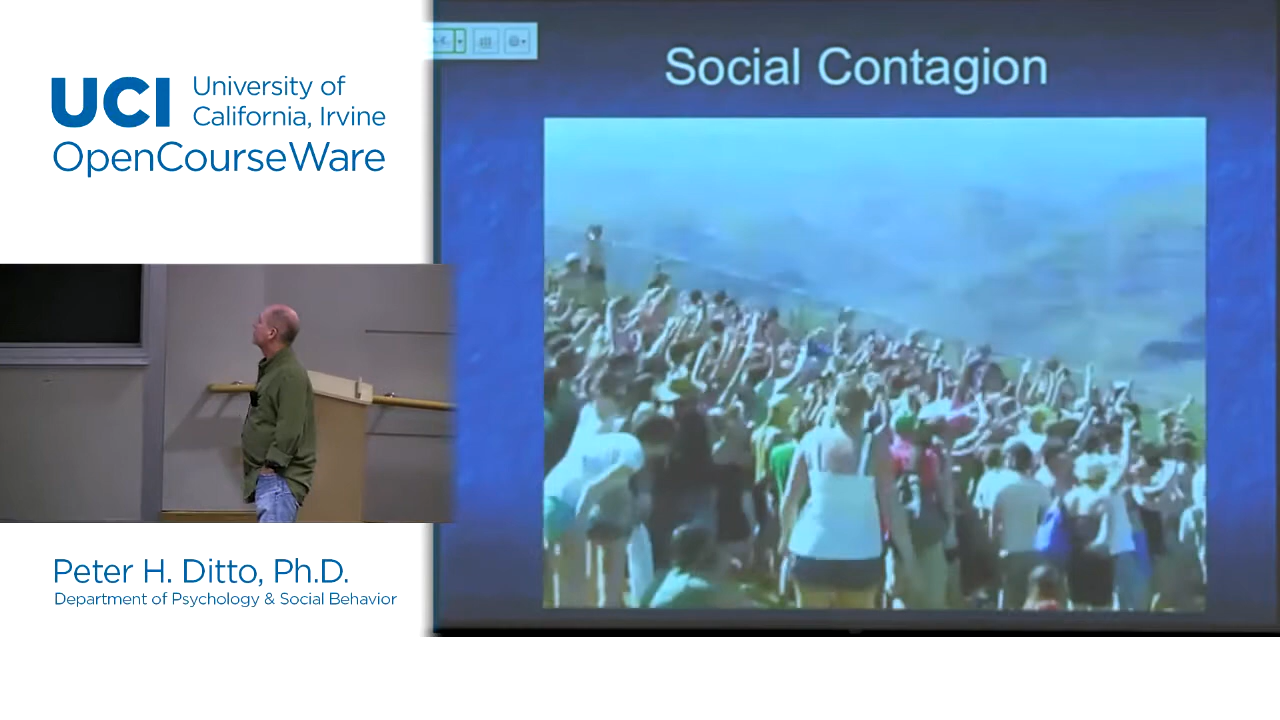 UCI
University of
California, Irvine
OpenCourseWare
Social Contagion
Peter H. Ditto, Ph.D.
Department of Psychology & Social Behavior